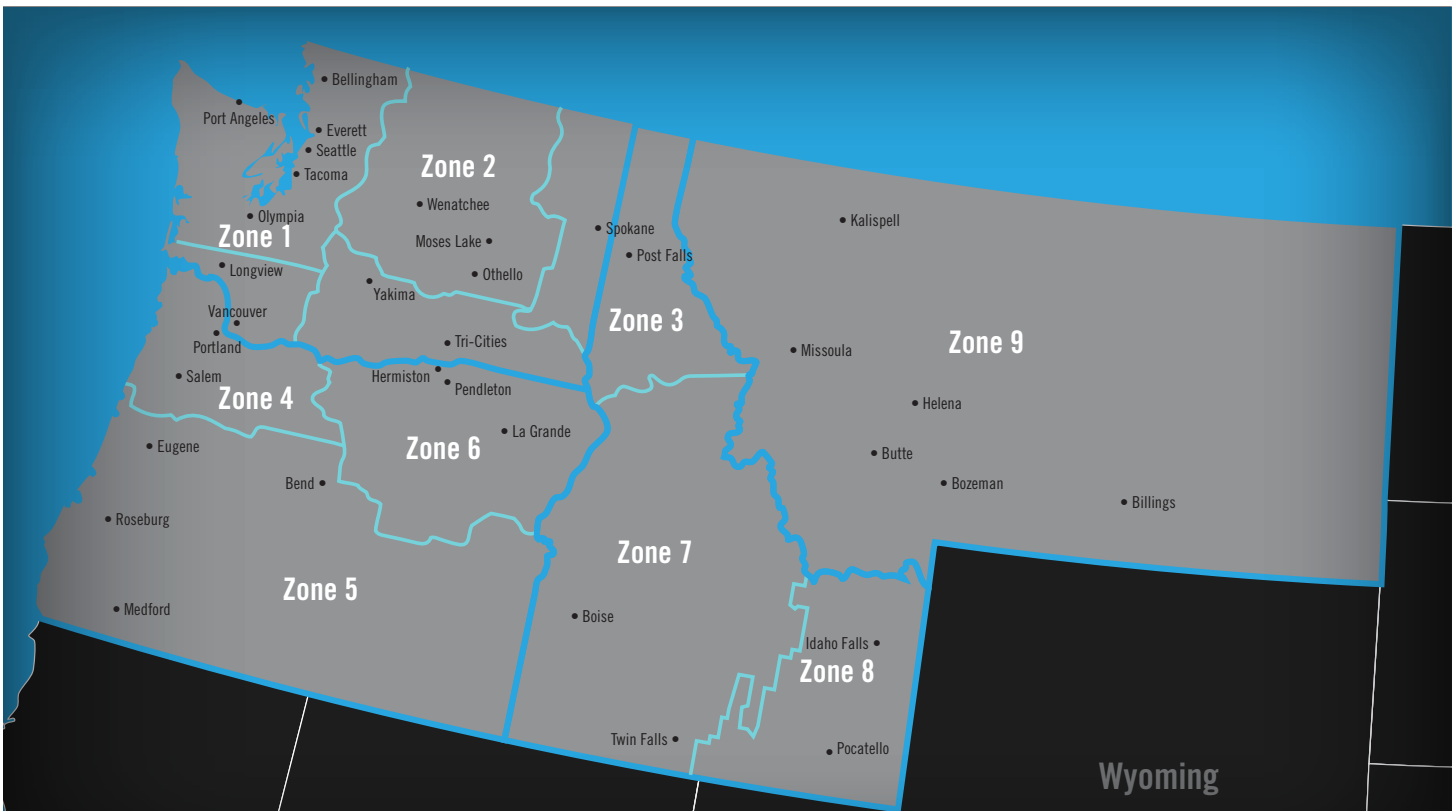 Bellingham
Port Angeles
Everett
Seattle
Zone 2
Tacoma
Wenatchee
Olympia
Kalispell
Spokane
Zone 1
Moses Lake
Post Falls
Longview
Othello
Yakima
Vancouver
Zone 3
Portland
Tri-Cities
Zone 9
Missoula
Hermiston
Salem
Pendleton
Zone 4
Helena
La Grande
Eugene
Zone 6
Butte
Bend
Bozeman
Billings
Roseburg
Zone 7
Zone 5
Medford
Boise
Idaho Falls
Zone 8
Twin Falls
Pocatello
Wyoming